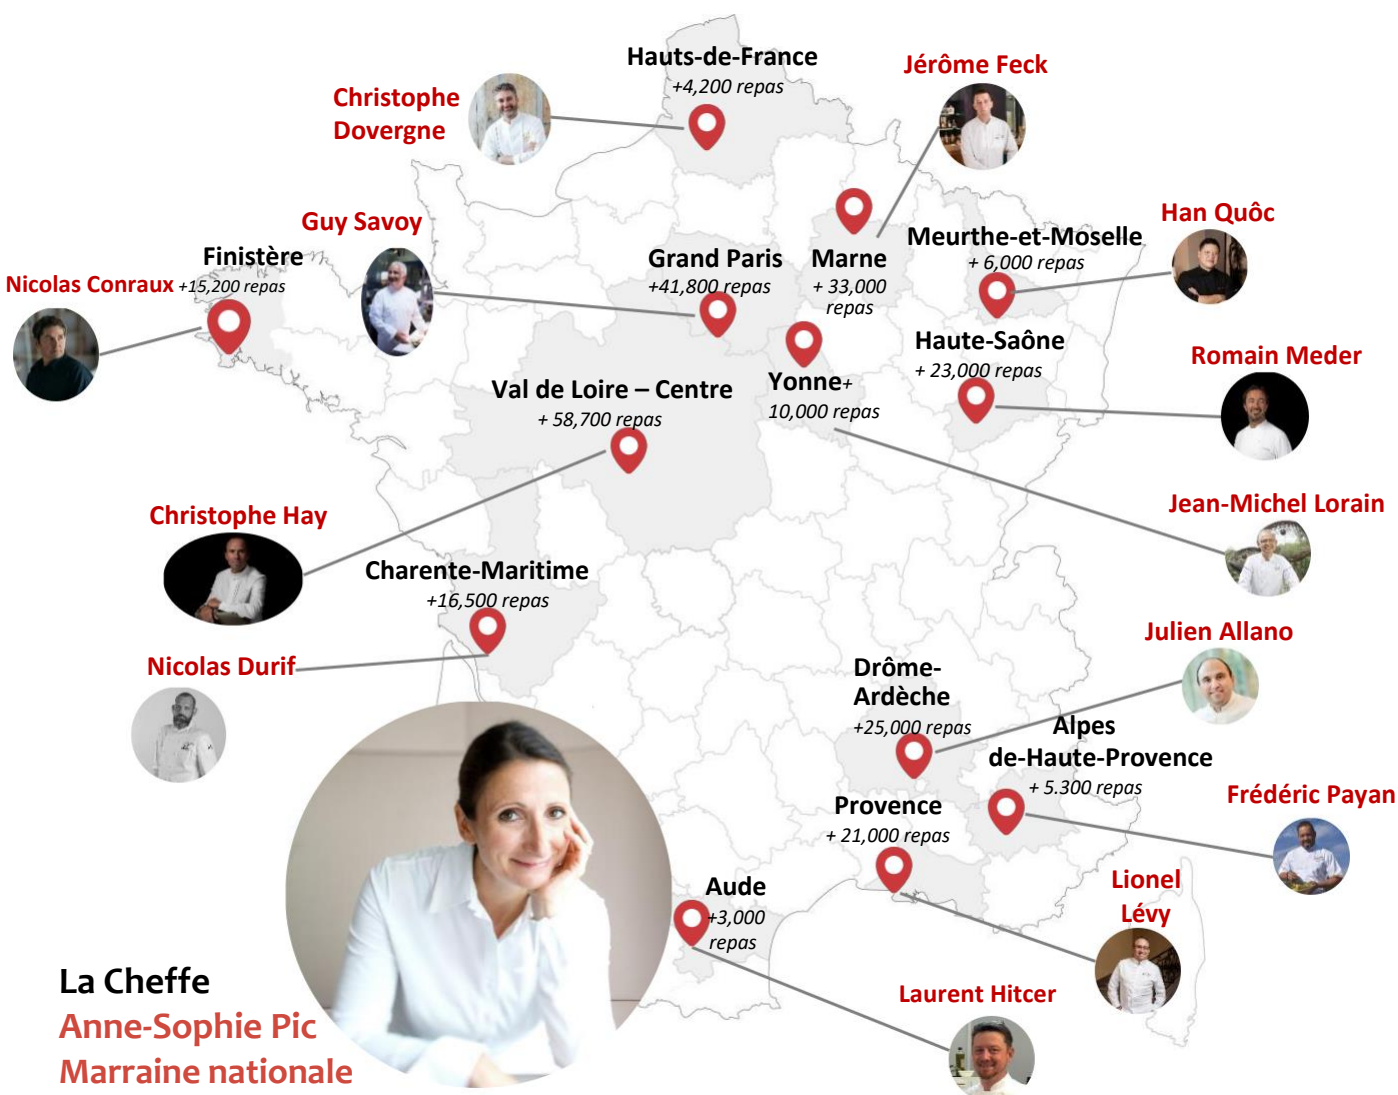 Hauts-de-France
+4,200 repas
Jérôme Feck
Christophe
Dovergne
Guy Savoy
Han Quôc
Finistère
Nicolas Conraux +15,200 repas
Grand Paris
+41,800 repas
Marne
+ 33,000
repas
Meurthe-et-Moselle
+ 6,000 repas
Haute-Saône
+ 23,000 repas
Romain Meder
Val de Loire – Centre
+ 58,700 repas
Yonne+
10,000 repas
Christophe Hay
Jean-Michel Lorain
Charente-Maritime
+16,500 repas
Nicolas Durif
Julien Allano
Drôme-
Ardèche
+25,000 repas
Alpes
de-Haute-Provence
+ 5.300 repas
Frédéric Payan
Provence
+ 21,000 repas
Aude
+3,000
repas
Lionel
Lévy
Laurent Hitcer
La Cheffe
Anne-Sophie Pic
Marraine nationale